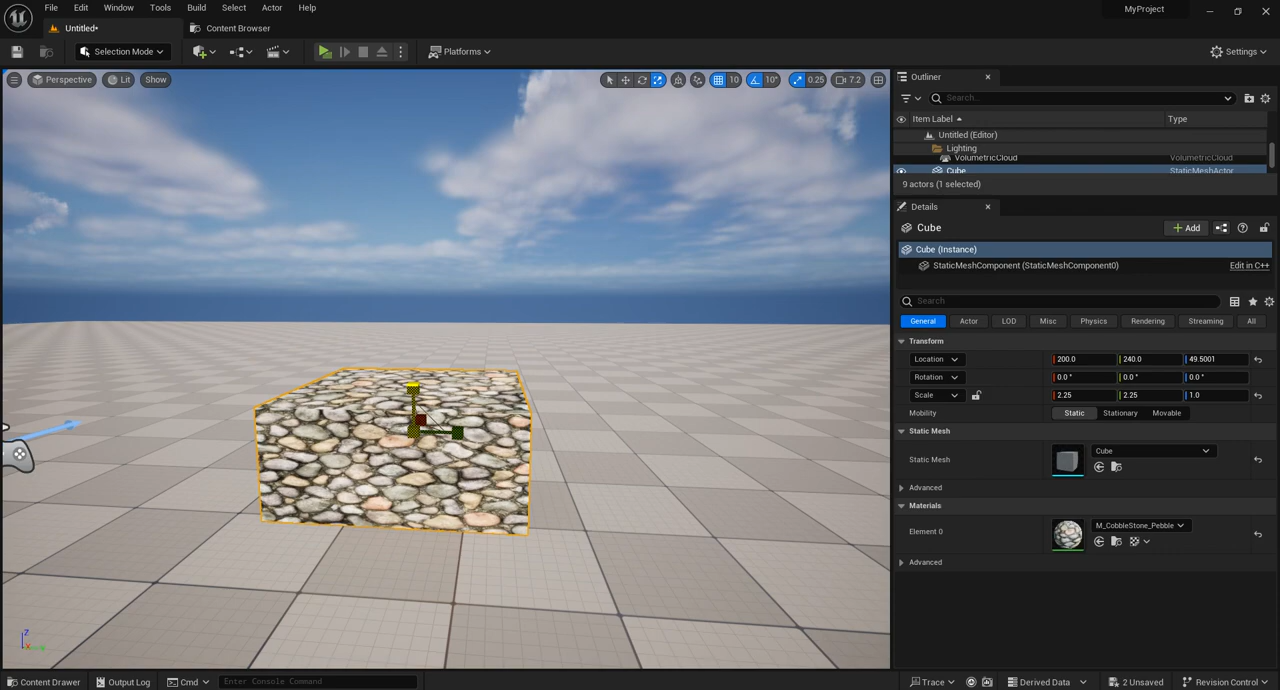 File Edit Window Tools Build Select Actor Help
MyProject
Untitled*
Content Browser
Selection Mode
Platforms
Settings
Perspective
Lit
Show
10
10°
0.25
7.2
Outliner
Search...
Item Label
Type
Untitled (Editor)
Lighting
VolumetricCloud VolumetricCloud
Cube StaticMeshActor
9 actors (1 selected)
Details
Cube
Add
Cube (Instance)
StaticMeshComponent (StaticMeshComponent0) Edit in C++
Search
General Actor LOD Misc Physics Rendering Streaming All
Transform
Location 200.0 240.0 49.5001
Rotation 0.0 ° 0.0 ° 0.0 °
Scale 2.25 2.25 1.0
Mobility Static Stationary Movable
Static Mesh
Static Mesh Cube
Advanced
Materials
Element 0 M_CobbleStone_Pebble
Advanced
Z
X
Content Drawer Output Log Cmd Enter Console Command Trace Derived Data 2 Unsaved Revision Control